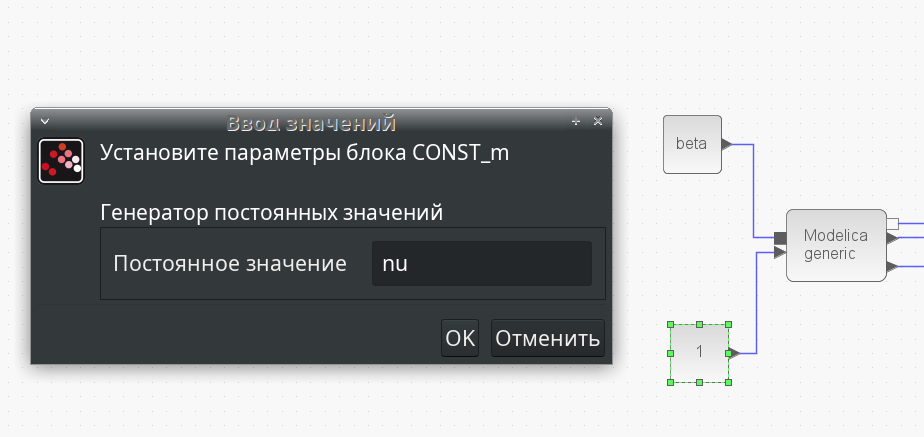 Ввод значений
Установите параметры блока CONST_m
Генератор постоянных значений
Постоянное значение
nu
OK
Отменить
beta
Modelica
generic
1